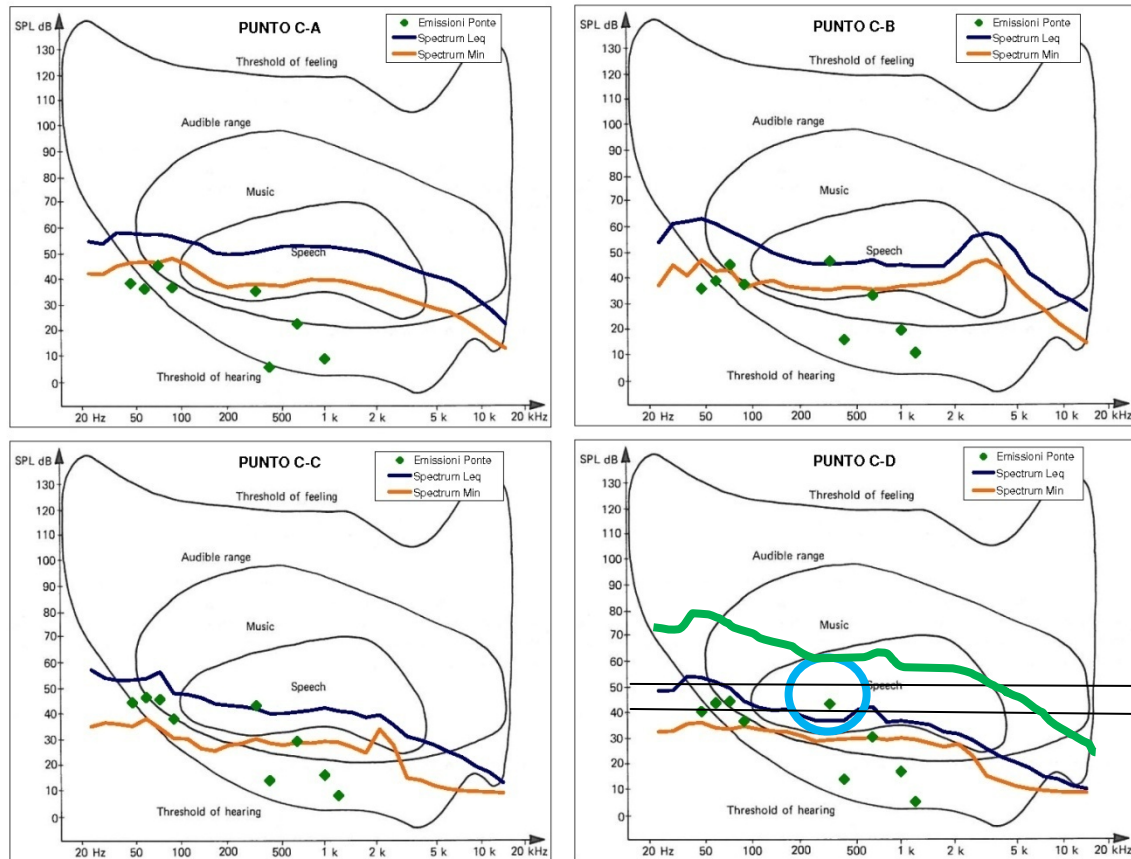 SPL dB
PUNTO C-A
Emissioni Ponte
Spectrum Leq
Spectrum Min
130
120
110
100
90
80
70
60
50
40
30
20
10
0
Threshold of feeling
Audible range
Music
Speech
Threshold of hearing
20 Hz 50 100 200 500 1 k 2 k 5 k 10 k 20 kHz
SPL dB
PUNTO C-B
Emissioni Ponte
Spectrum Leq
Spectrum Min
130
120
110
100
90
80
70
60
50
40
30
20
10
0
Threshold of feeling
Audible range
Music
Speech
Threshold of hearing
20 Hz 50 100 200 500 1 k 2 k 5 k 10 k 20 kHz
SPL dB
PUNTO C-C
Emissioni Ponte
Spectrum Leq
Spectrum Min
130
120
110
100
90
80
70
60
50
40
30
20
10
0
Threshold of feeling
Audible range
Music
Speech
Threshold of hearing
20 Hz 50 100 200 500 1 k 2 k 5 k 10 k 20 kHz
SPL dB
PUNTO C-D
Emissioni Ponte
Spectrum Leq
Spectrum Min
130
120
110
100
90
80
70
60
50
40
30
20
10
0
Threshold of feeling
Audible range
Music
Speech
Threshold of hearing
20 Hz 50 100 200 500 1 k 2 k 5 k 10 k 20 kHz